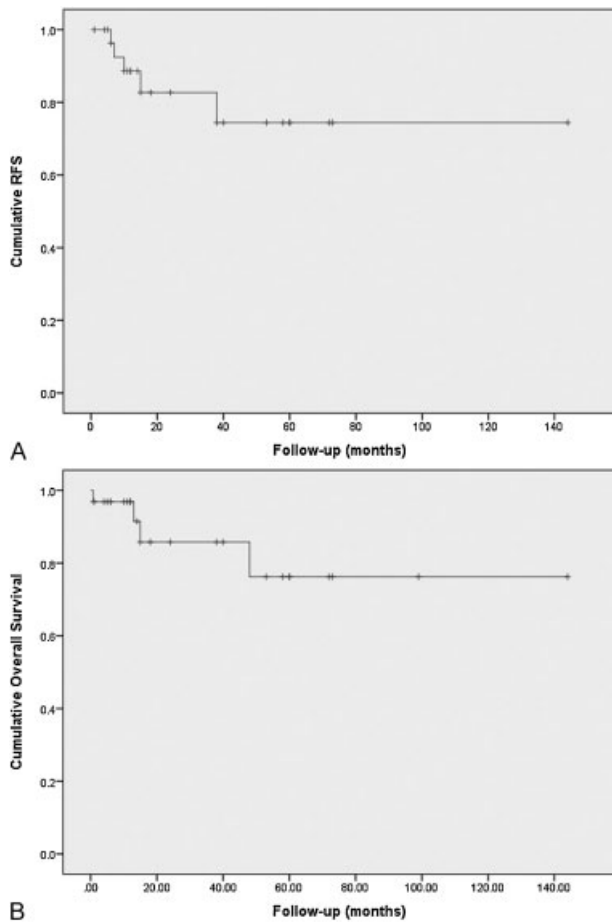 1.0
0.8
0.6
0.4
0.2
0.0
Cumulative RFS
0 20 40 60 80 100 120 140
Follow-up (months)
A
1.0
0.8
0.6
0.4
0.2
0.0
Cumulative Overall Survival
.00 20.00 40.00 60.00 80.00 100.00 120.00 140.00
Follow-up (months)
B